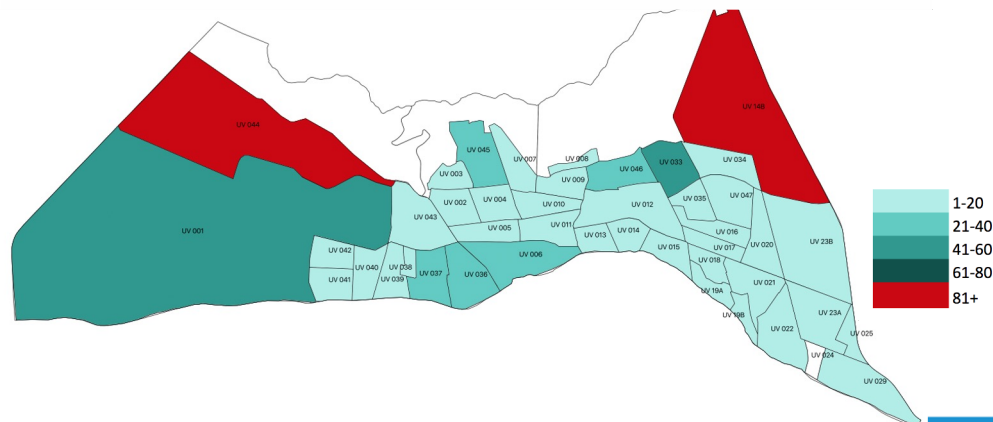 UV 14B
UV 044
UV 045
UV 007
UV 008
UV 033
UV 034
UV 003
UV 046
UV 009
UV 047
UV 035
UV 002
UV 004
UV 010
UV 012
1-20
UV 043
21-40
UV 005
UV 011
UV 001
UV 013
UV 014
UV 016
41-60
UV 23B
UV 042
UV 006
UV 015
UV 017
UV 020
UV 040
UV 038
UV 037
UV 036
UV 018
61-80
UV 041
UV 039
UV 021
UV 19A
81+
UV 19B
UV 23A
UV 022
UV 025
UV 024
UV 029